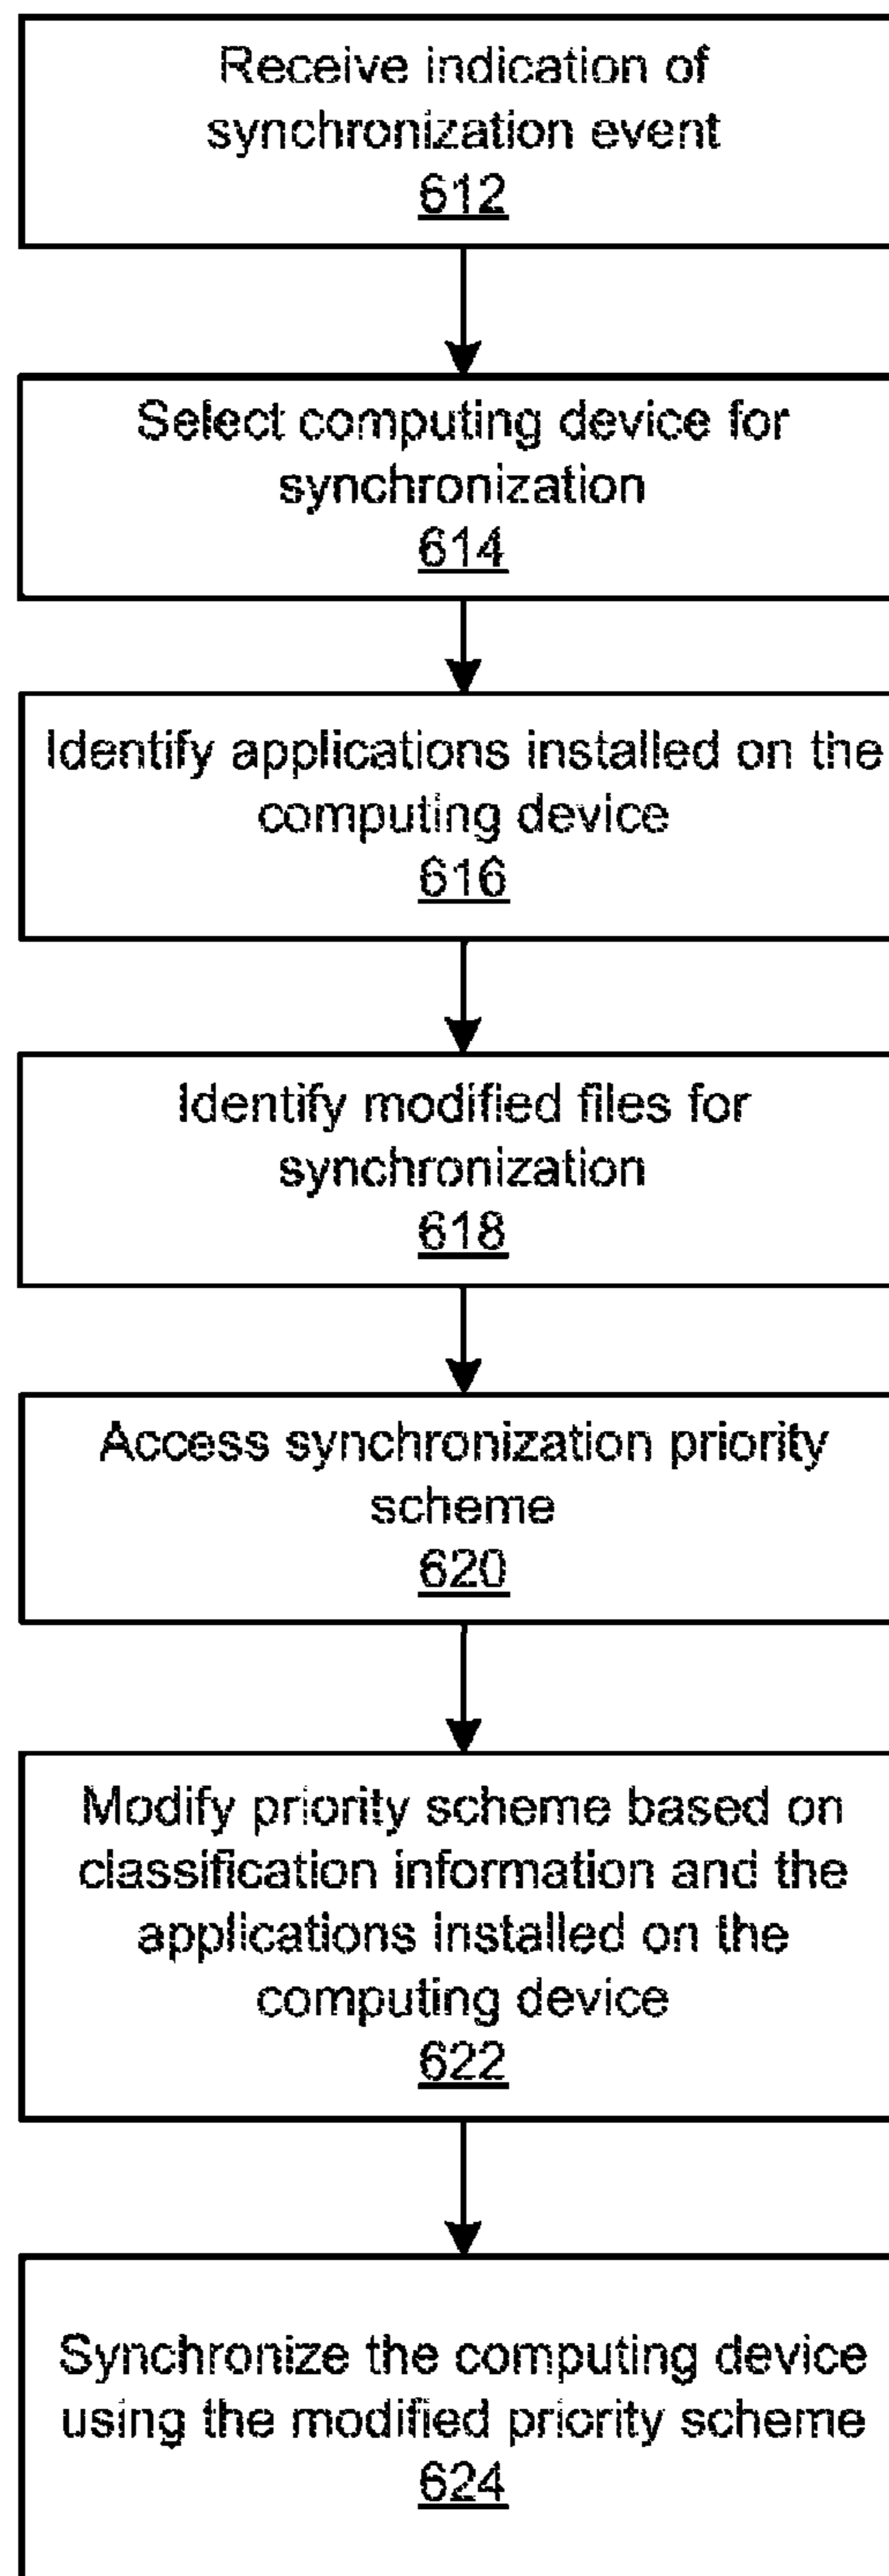 Receive indication of
synchronization event
612
Select computing device for
synchronization
614
Identify applications installed on the
computing device
616
Identify modified files for
synchronization
618
Access synchronization priority
scheme
620
Modify priority scheme based on
classification information and the
applications installed on the
computing device
622
Synchronize the computing device
using the modified priority scheme
624